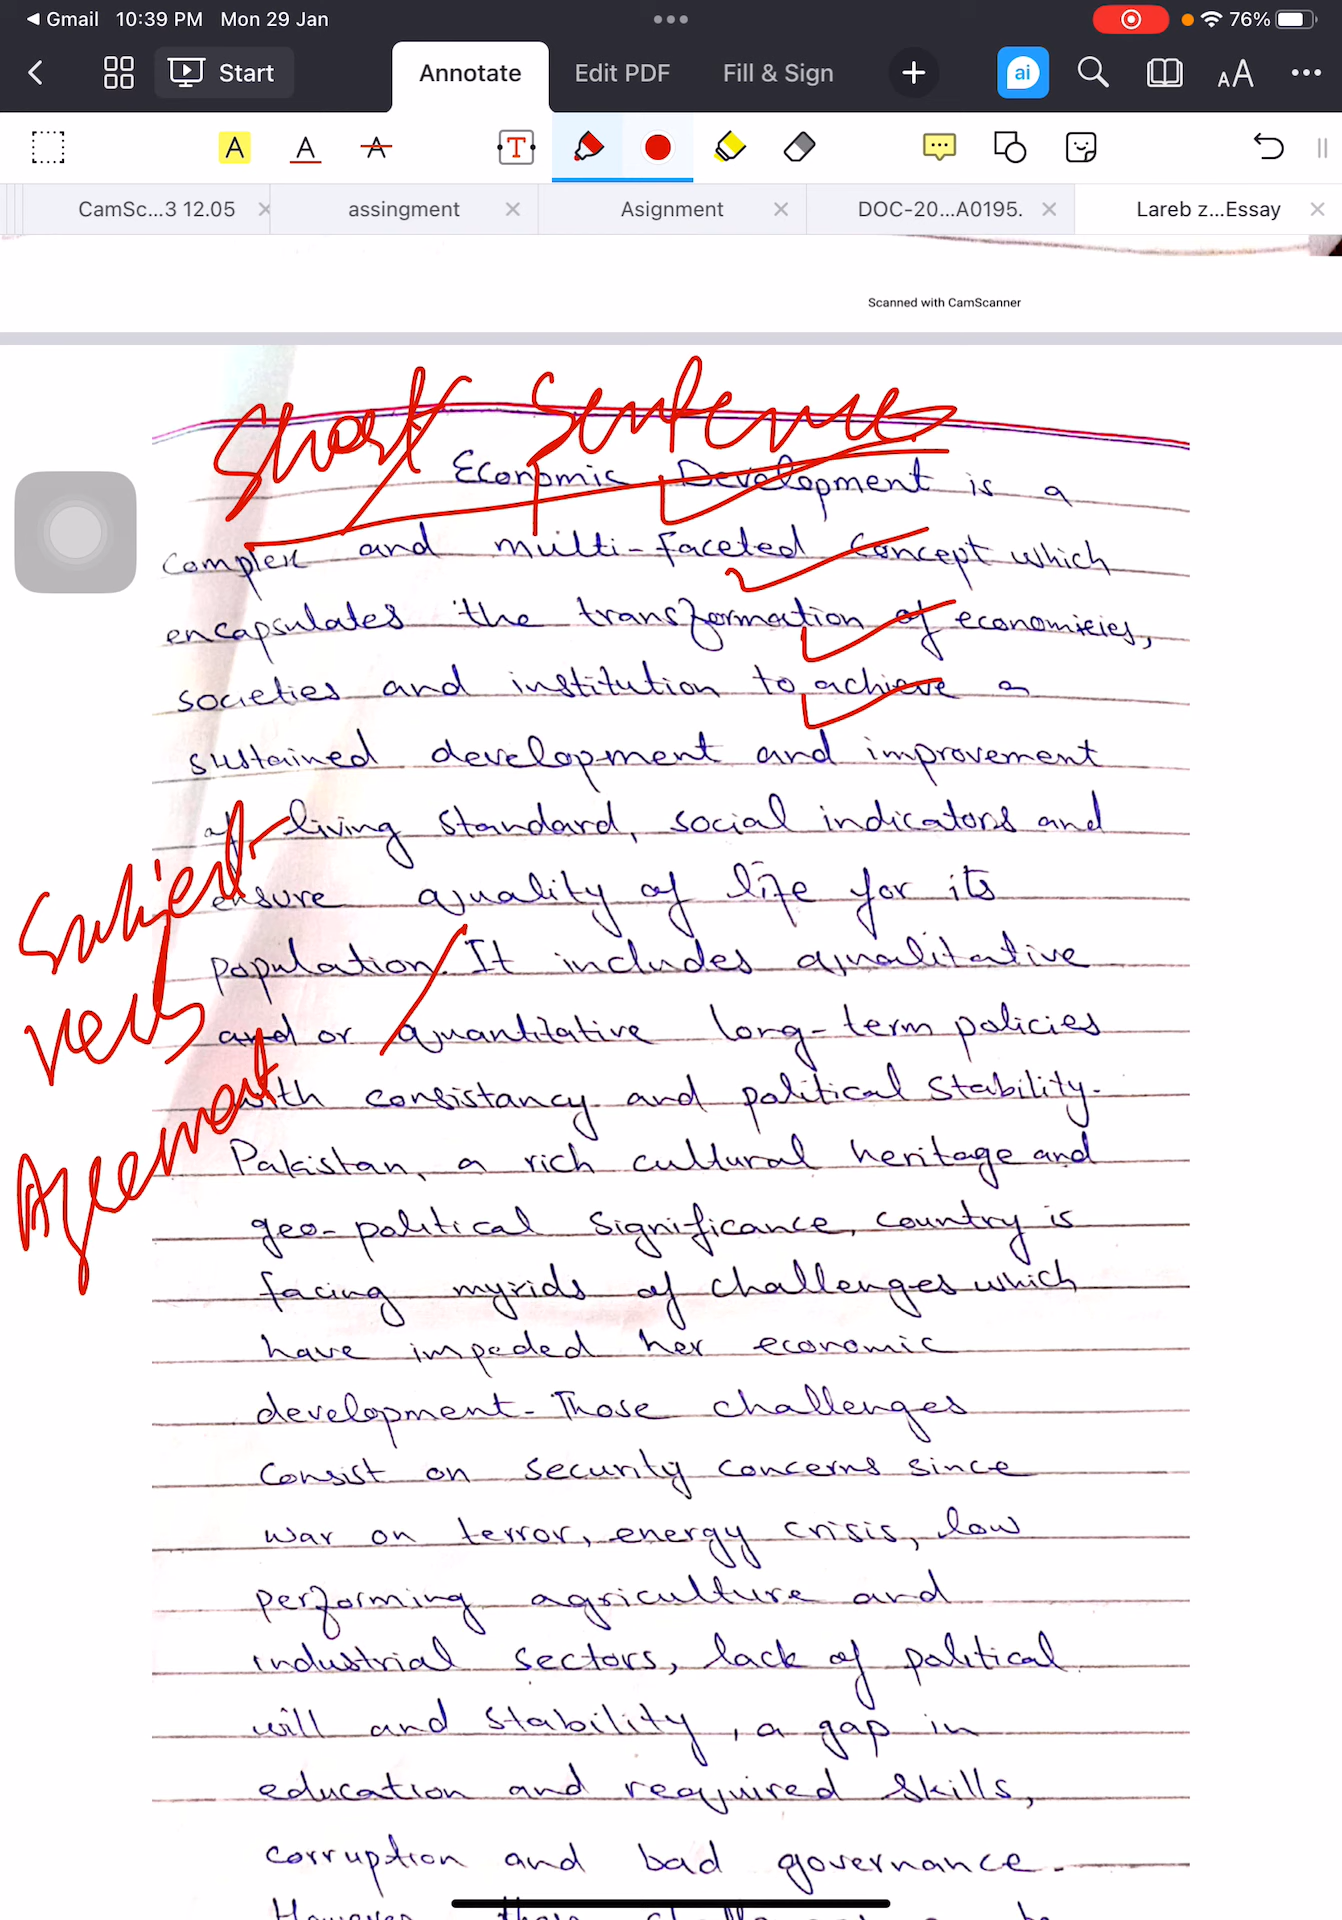 Gmail 10:39 PM Mon 29 Jan 76%
Start Annotate Edit PDF Fill & Sign ai AA
A A A T
CamSc...3 12.05 assingment Asignment DOC-20...A0195. Lareb z...Essay
Scanned with CamScanner
Short Sentences
Economic Development is a
complex and multi-faceted concept which
encapsulates the transformation of economieies,
societies and institution to achieve a
sustained development and improvement
of living standard, social indicators and
ensure quality of life for its
population. It includes qualitative
and or quantitative long-term policies
with consistancy and political stability.
Subject
verb
Agreement
Pakistan, a rich cultural heritage and
geo-political significance, country is
facing myrids of challenges which
have impeded her economic
development. Those challenges
consist on security concerns since
war on terror, energy crisis, low
performing agriculture and
industrial sectors, lack of political
will and stability, a gap in
education and required skills,
corruption and bad governance.
However